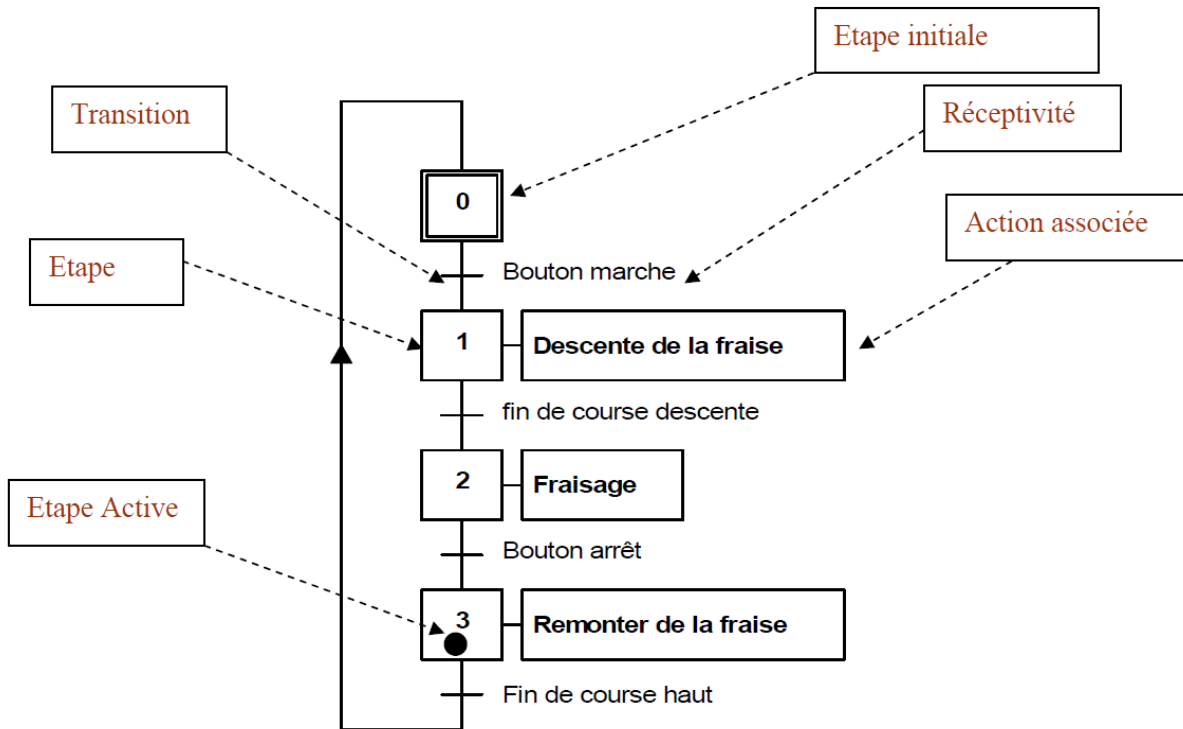 Etape initiale
Transition
Réceptivité
0
Action associée
Etape
Bouton marche
1
Descente de la fraise
fin de course descente
2
Fraisage
Etape Active
Bouton arrêt
3
Remonter de la fraise
Fin de course haut